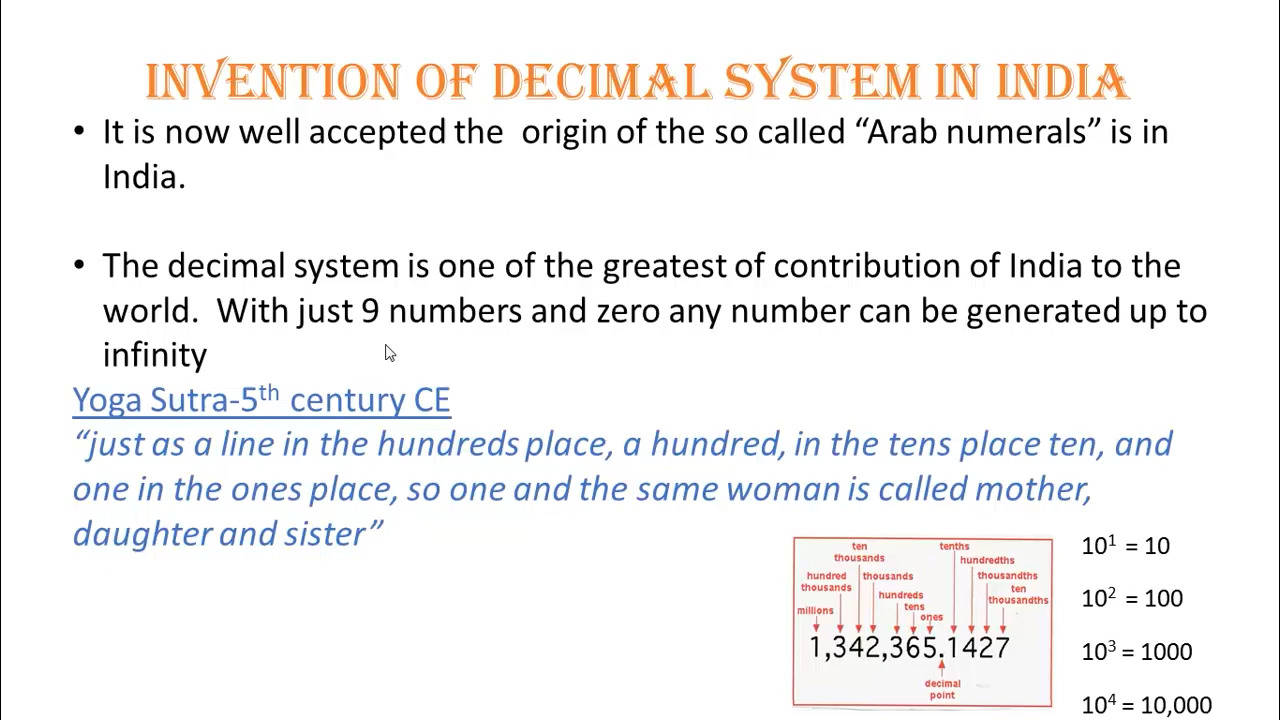 INVENTION OF DECIMAL SYSTEM IN INDIA
• It is now well accepted the origin of the so called “Arab numerals” is in
India.
• The decimal system is one of the greatest of contribution of India to the
world. With just 9 numbers and zero any number can be generated up to
infinity
Yoga Sutra-5th century CE
“just as a line in the hundreds place, a hundred, in the tens place ten, and
one in the ones place, so one and the same woman is called mother,
daughter and sister”
ten
thousands
hundred
thousands
thousands
millions
hundreds
tens
ones
tenths
hundredths
thousandths
ten
thousandths
1,342,365.1427
decimal
point
10¹ = 10
10² = 100
10³ = 1000
10⁴ = 10,000